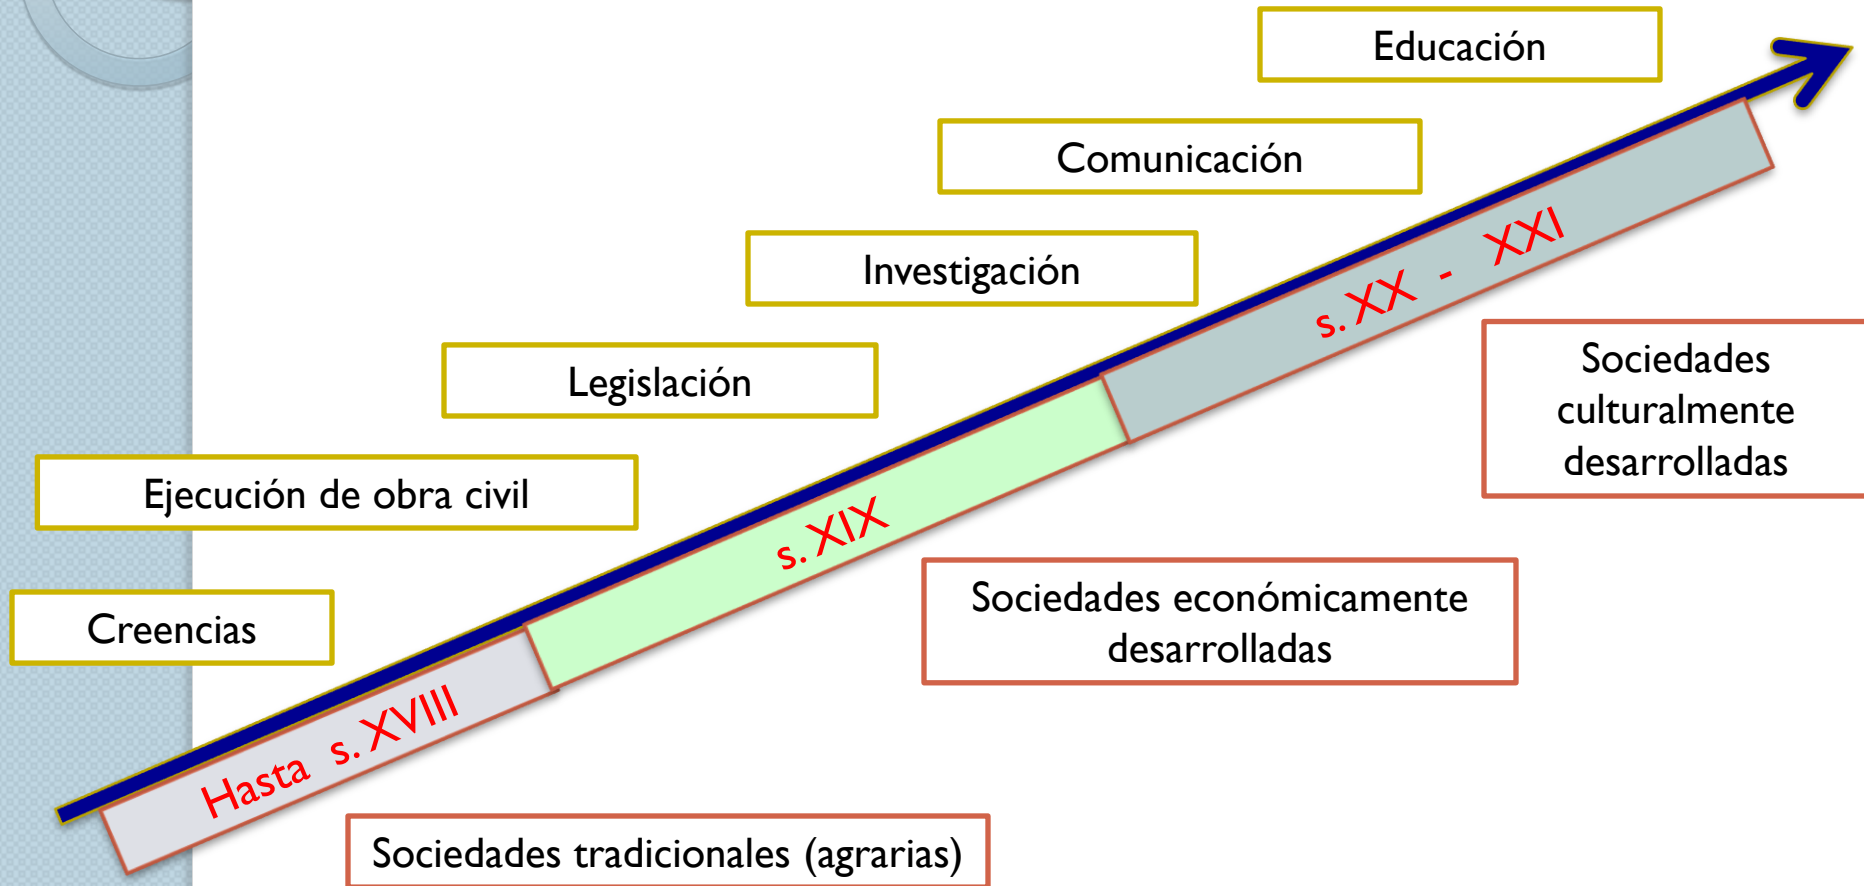 Educación
Comunicación
Investigación
s. XX - XXI
Sociedades
culturalmente
desarrolladas
Legislación
Ejecución de obra civil
s. XIX
Sociedades económicamente
desarrolladas
Creencias
Hasta s. XVIII
Sociedades tradicionales (agrarias)